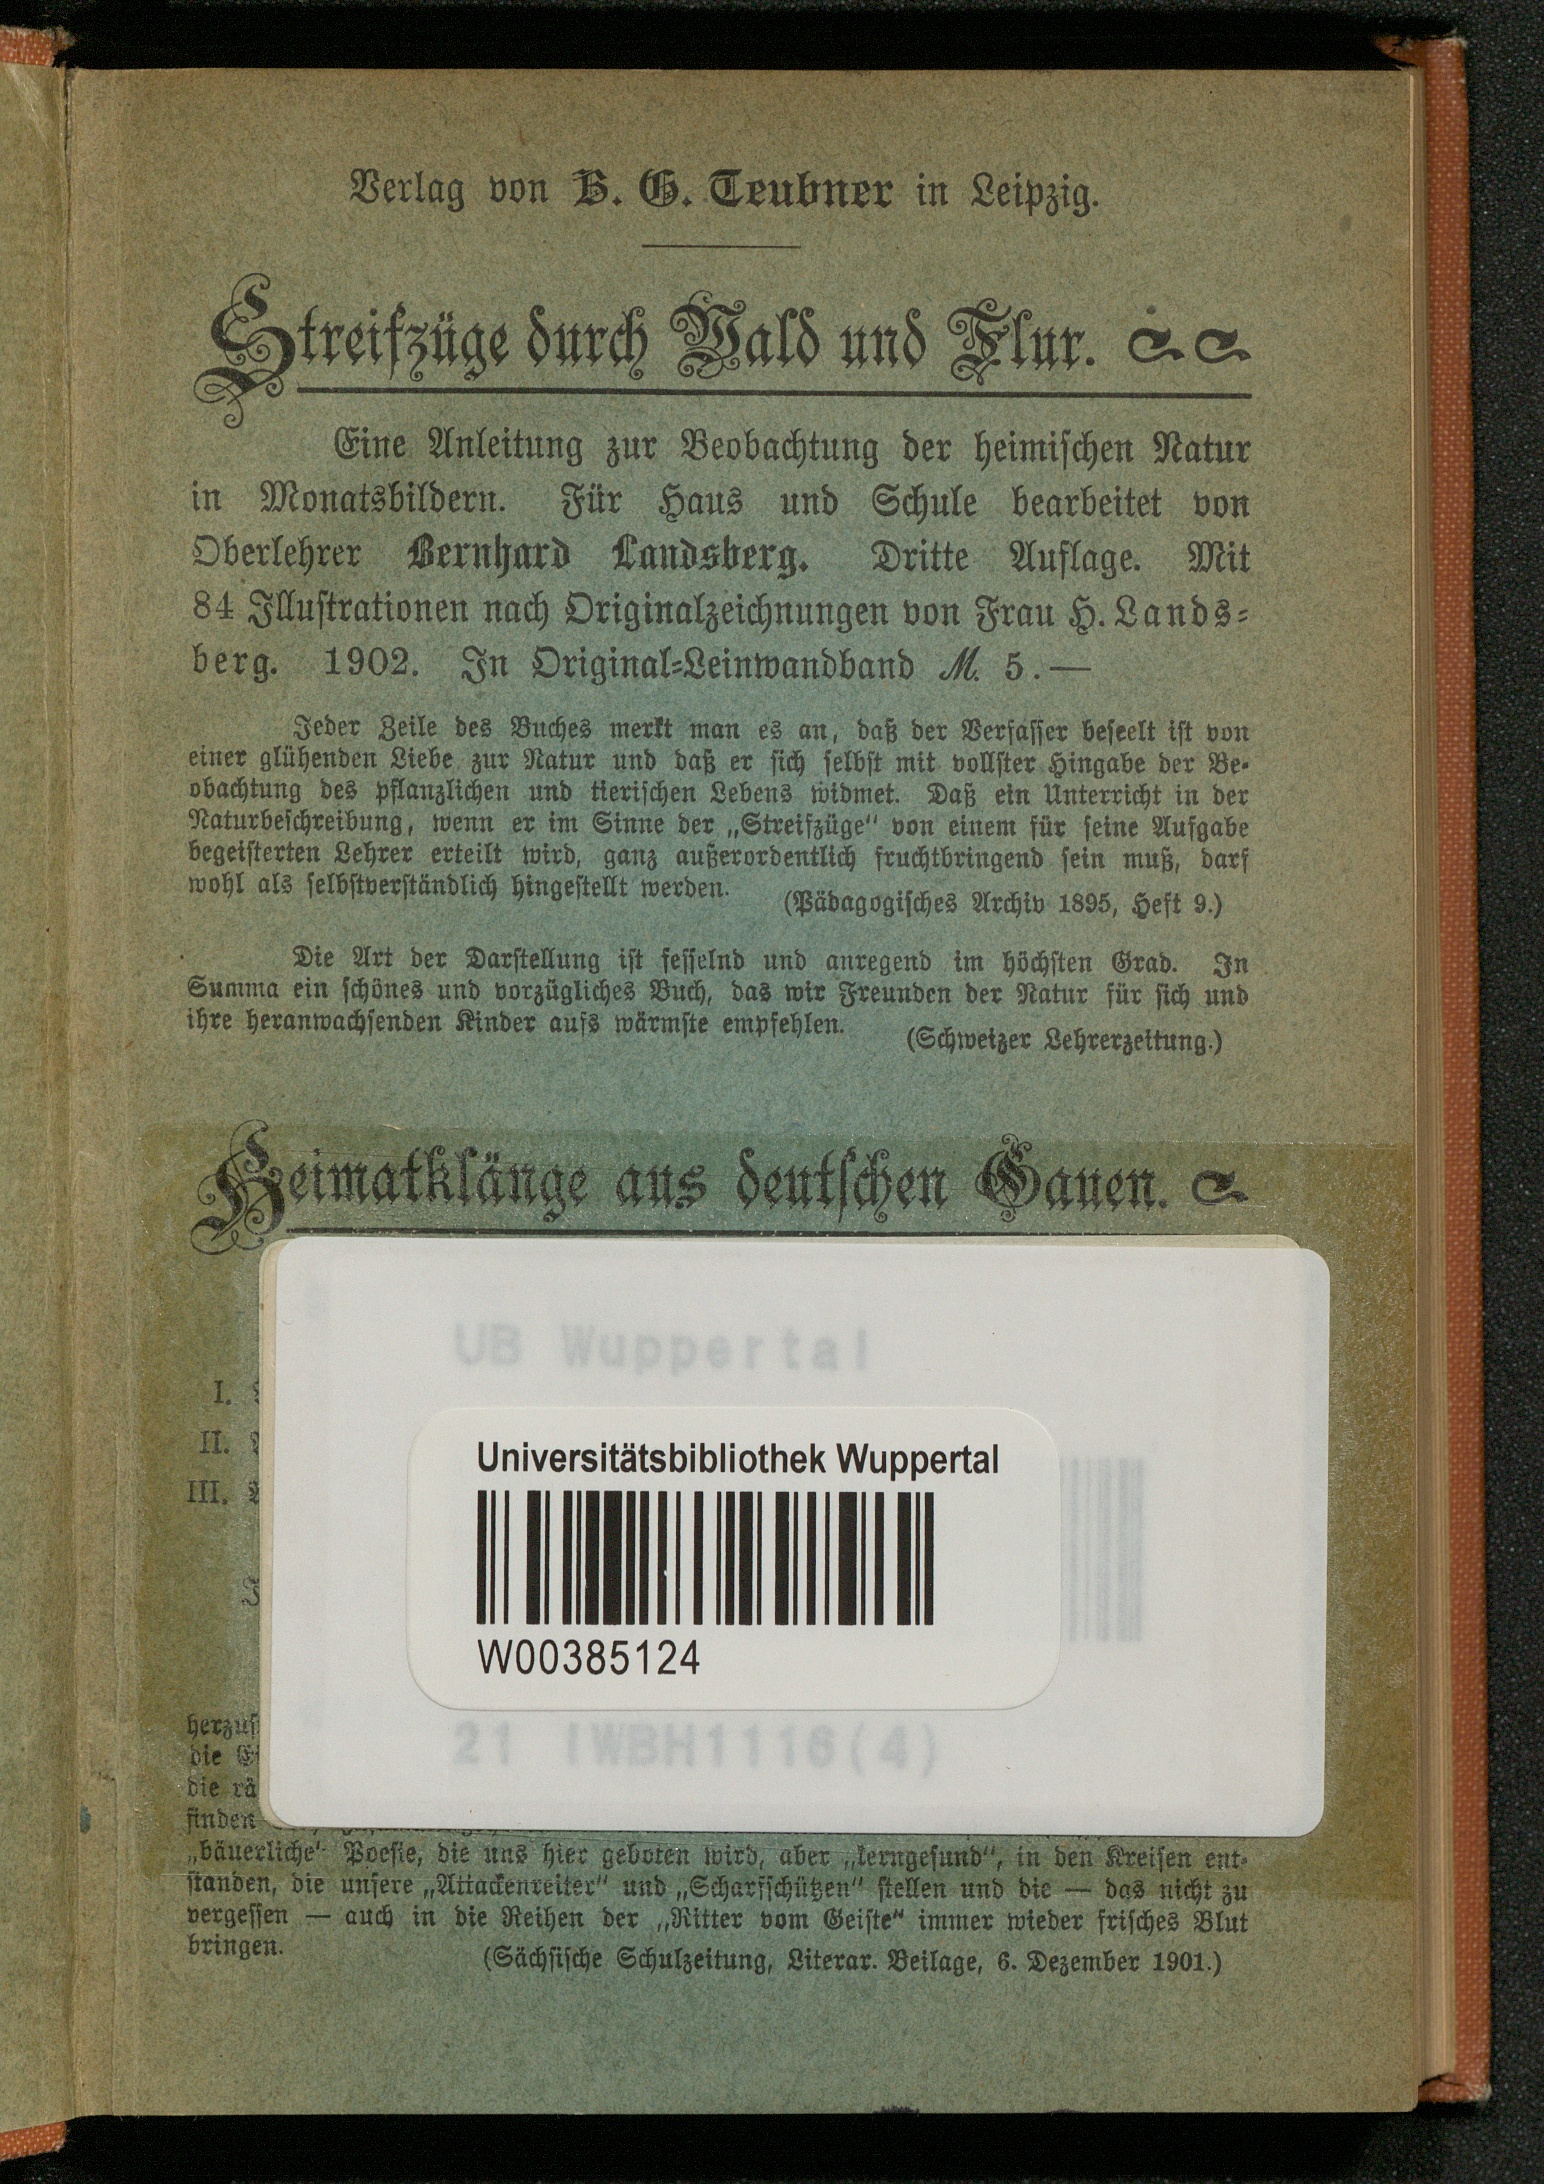 Verlag von B. G. Teubner in Leipzig.
Streifzüge durch Wald und Flur.
Eine Anleitung zur Beobachtung der heimischen Natur
in Monatsbildern. Für Haus und Schule bearbeitet von
Oberlehrer Bernhard Landsberg. Dritte Auflage. Mit
84 Illustrationen nach Originalzeichnungen von Frau H. Lands-
berg. 1902. In Original-Leinwandband M. 5.—
Jeder Zeile des Buches merkt man es an, daß der Verfasser beseelt ist von
einer glühenden Liebe zur Natur und daß er sich selbst mit vollster Hingabe der Be-
obachtung des pflanzlichen und tierischen Lebens widmet. Daß ein Unterricht in der
Naturbeschreibung, wenn er im Sinne der „Streifzüge“ von einem für seine Aufgabe
begeisterten Lehrer erteilt wird, ganz außerordentlich fruchtbringend sein muß, darf
wohl als selbstverständlich hingestellt werden.
(Pädagogisches Archiv 1895, Heft 9.)
Die Art der Darstellung ist fesselnd und anregend im höchsten Grad. In
Summa ein schönes und vorzügliches Buch, das wir Freunden der Natur für sich und
ihre heranwachsenden Kinder aufs wärmste empfehlen.
(Schweizer Lehrerzeitung.)
Heimatklänge aus deutschen Gauen.
UB Wuppertal
I.
II.
III.
Universitätsbibliothek Wuppertal
W00385124
21 IWBH1116(4)
die
die
finden
„bäuerliche“ Poesie, die uns hier geboten wird, aber „kerngesund“, in den Kreisen ent-
standen, die unsere „Attackenreiter“ und „Scharfschützen“ stellen und die — das nicht zu
vergessen — auch in die Reihen der „Ritter vom Geiste“ immer wieder frisches Blut
bringen.
(Sächsische Schulzeitung, Literar. Beilage, 6. Dezember 1901.)